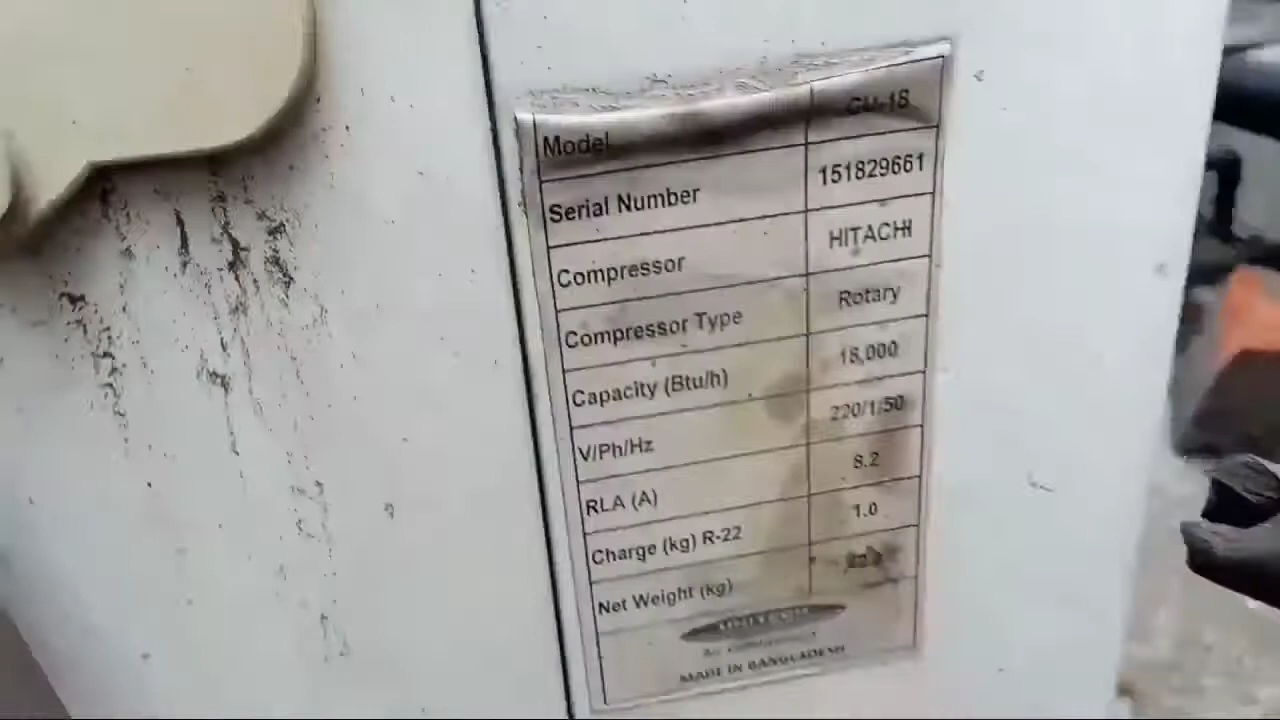 Model CU-18
Serial Number 151829661
Compressor HITACHI
Compressor Type Rotary
Capacity (Btu/h) 18,000
V/Ph/Hz 220/1/50
RLA (A) 8.2
Charge (kg) R-22 1.0
Net Weight (kg)
MADE IN BANGLADESH